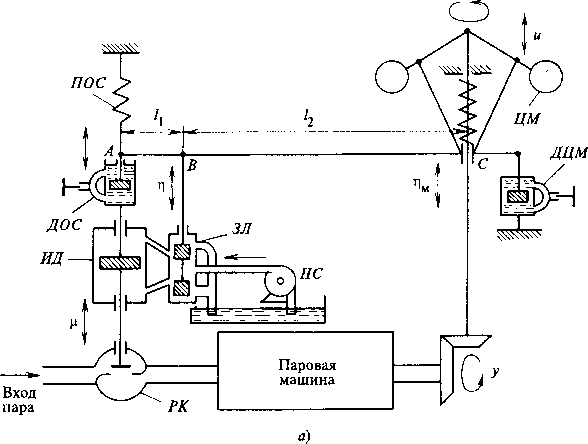 ПОС
u
l₁
l₂
ЦМ
A
B
C
ДЦМ
η
ηм
ДОС
ЗЛ
ИД
НС
μ
Паровая
машина
y
Вход
пара
РК
а)